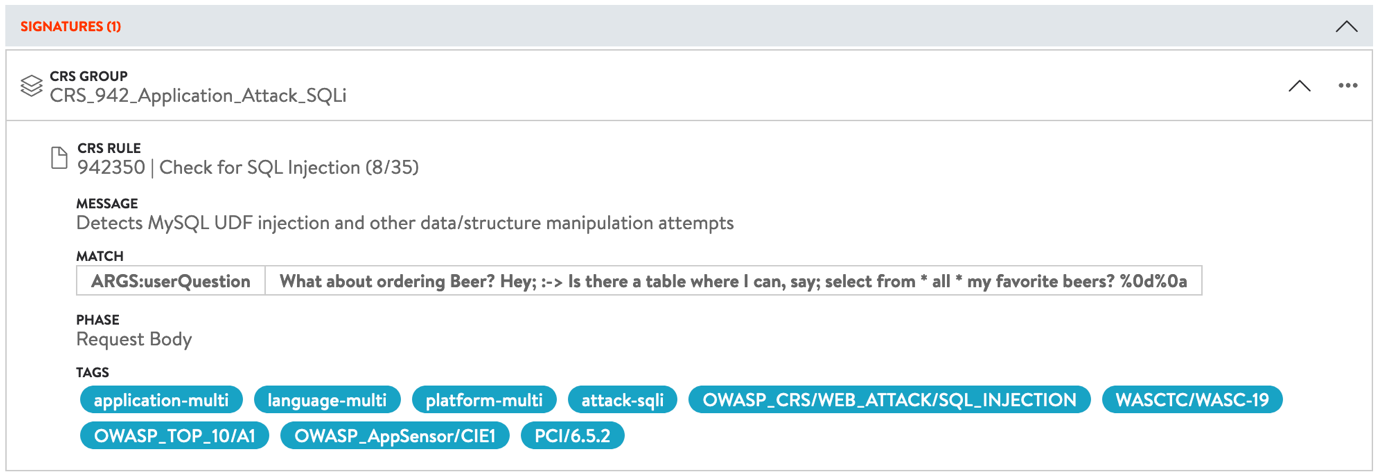 SIGNATURES (1)
CRS GROUP
CRS_942_Application_Attack_SQLi
CRS RULE
942350 | Check for SQL Injection (8/35)
MESSAGE
Detects MySQL UDF injection and other data/structure manipulation attempts
MATCH
ARGS:userQuestion What about ordering Beer? Hey; :-> Is there a table where I can, say; select from * all * my favorite beers? %0d%0a
PHASE
Request Body
TAGS
application-multi language-multi platform-multi attack-sqli OWASP_CRS/WEB_ATTACK/SQL_INJECTION WASCTC/WASC-19
OWASP_TOP_10/A1 OWASP_AppSensor/CIE1 PCI/6.5.2